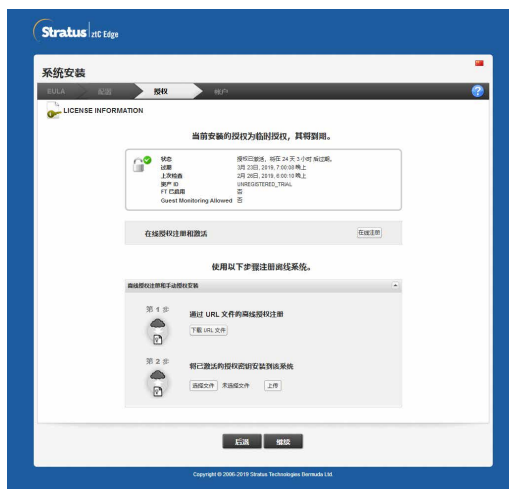 Stratus ztC Edge
系统安装
EULA 配置 授权 帐户
LICENSE INFORMATION
当前安装的授权为临时授权，其将到期。
状态 授权已激活，将在 24 天 3 小时 后过期。
过期 3月 23日, 2019, 7:00:00 晚上
上次检查 2月 26日, 2019, 8:00:10 晚上
资产 ID UNREGISTERED_TRIAL
FT 已启用 否
Guest Monitoring Allowed 否
在线授权注册和激活 在线注册
使用以下步骤注册离线系统。
离线授权注册和手动授权安装
第 1 步
通过 URL 文件的离线授权注册
下载 URL 文件
第 2 步
将已激活的授权密钥安装到该系统
选择文件 未选择文件 上传
后退 继续
Copyright © 2006-2019 Stratus Technologies Bermuda Ltd.